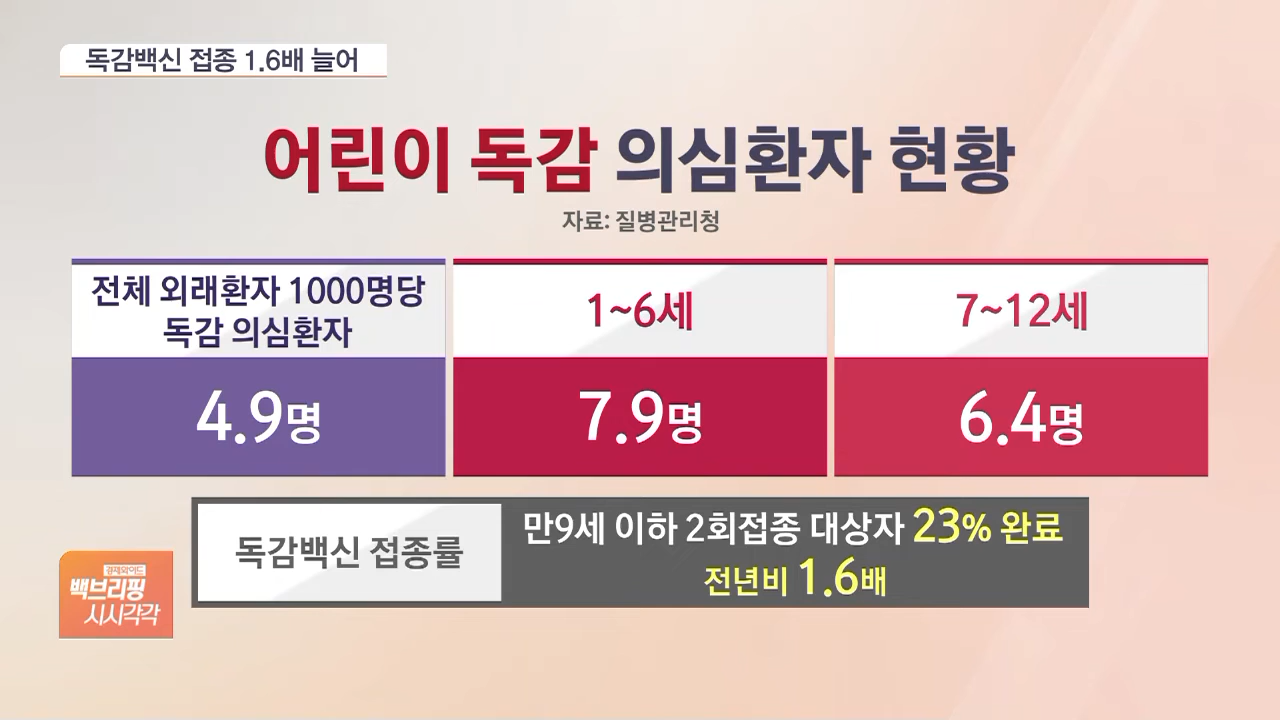 독감백신 접종 1.6배 늘어
어린이 독감 의심환자 현황
자료: 질병관리청
전체 외래환자 1000명당
독감 의심환자
4.9명
1~6세
7.9명
7~12세
6.4명
독감백신 접종률
만9세 이하 2회접종 대상자 23% 완료
전년비 1.6배
경제와이드
백브리핑
시시각각